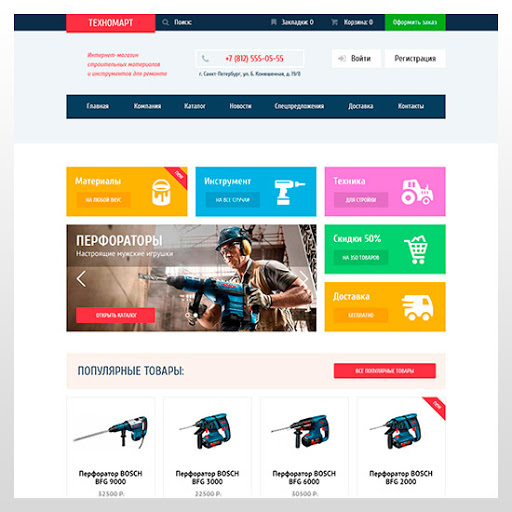 ТЕХНОМАРТ
Поиск:
Закладки: 0
Корзина: 0
Оформить заказ
Интернет-магазин
строительных материалов
и инструментов для ремонта
+7 (812) 555-05-55
г. Санкт-Петербург, ул. Б. Конюшенная, д. 19/8
Войти
Регистрация
Главная
Компания
Каталог
Новости
Спецпредложения
Доставка
Контакты
Материалы
НА ЛЮБОЙ ВКУС
new
Инструмент
НА ВСЕ СЛУЧАИ
Техника
ДЛЯ СТРОЙКИ
ПЕРФОРАТОРЫ
Настоящие мужские игрушки
ОТКРЫТЬ КАТАЛОГ
Скидки 50%
НА 350 ТОВАРОВ
Доставка
БЕСПЛАТНО
ПОПУЛЯРНЫЕ ТОВАРЫ:
ВСЕ ПОПУЛЯРНЫЕ ТОВАРЫ
new
Перфоратор BOSCH
BFG 9000
32500 Р.
Перфоратор BOSCH
BFG 3000
22500 Р.
Перфоратор BOSCH
BFG 6000
30500 Р.
Перфоратор BOSCH
BFG 2000